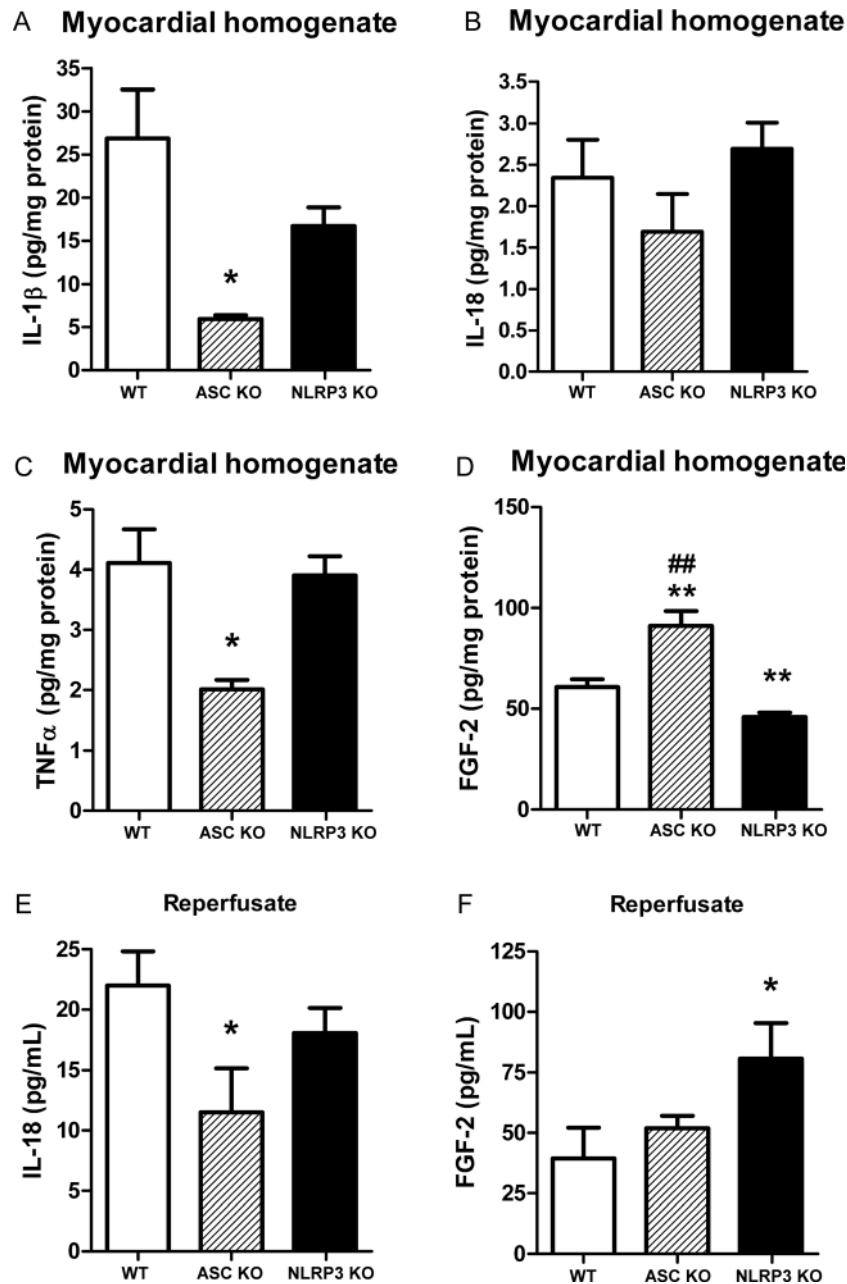 A Myocardial homogenate
IL-1β (pg/mg protein)
35
30
25
20
15
10
5
0
*
WT ASC KO NLRP3 KO
B Myocardial homogenate
IL-18 (pg/mg protein)
3.5
3.0
2.5
2.0
1.5
1.0
0.5
0.0
WT ASC KO NLRP3 KO
C Myocardial homogenate
TNFα (pg/mg protein)
5
4
3
2
1
0
*
WT ASC KO NLRP3 KO
D Myocardial homogenate
FGF-2 (pg/mg protein)
150
100
50
0
##
**
**
WT ASC KO NLRP3 KO
E Reperfusate
IL-18 (pg/mL)
25
20
15
10
5
0
*
WT ASC KO NLRP3 KO
F Reperfusate
FGF-2 (pg/mL)
125
100
75
50
25
0
*
WT ASC KO NLRP3 KO